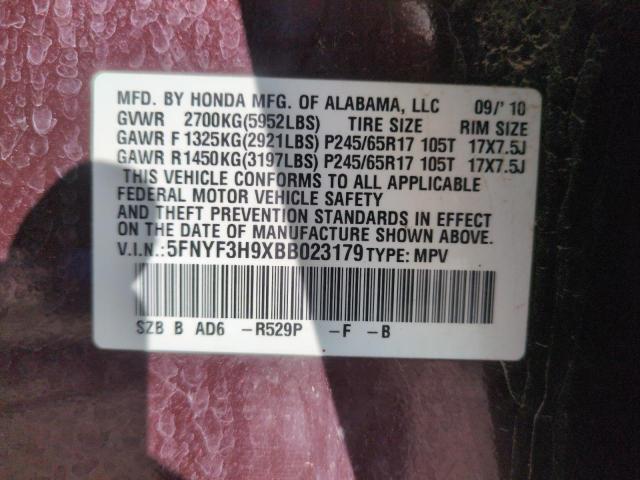 MFD. BY HONDA MFG. OF ALABAMA, LLC 09/'10
GVWR 2700KG(5952LBS) TIRE SIZE RIM SIZE
GAWR F 1325KG(2921LBS) P245/65R17 105T 17X7.5J
GAWR R1450KG(3197LBS) P245/65R17 105T 17X7.5J
THIS VEHICLE CONFORMS TO ALL APPLICABLE
FEDERAL MOTOR VEHICLE SAFETY
AND THEFT PREVENTION STANDARDS IN EFFECT
ON THE DATE OF MANUFACTURE SHOWN ABOVE.
V.I.N.:5FNYF3H9XBB023179 TYPE: MPV
SZB B AD6 -R529P -F -B